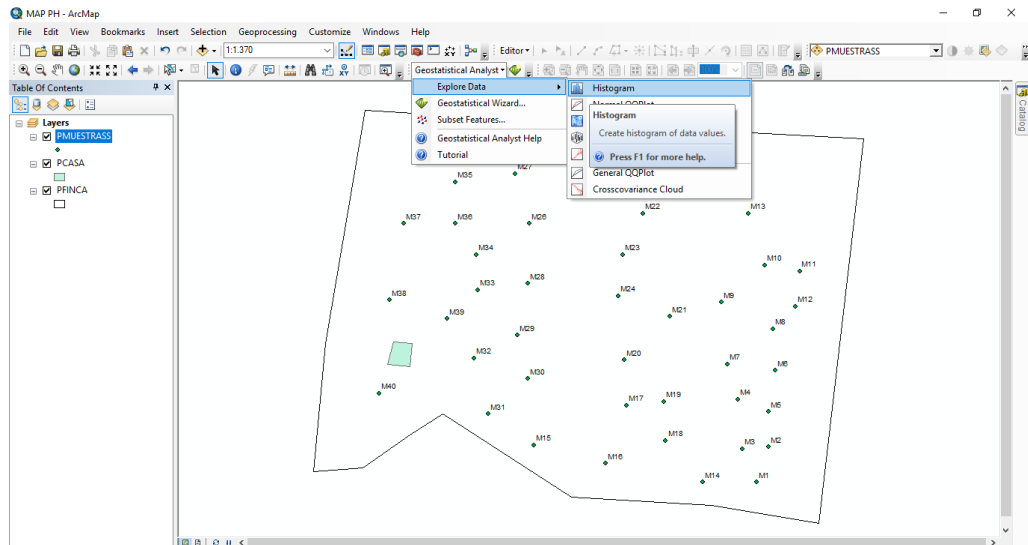 MAP PH - ArcMap
File Edit View Bookmarks Insert Selection Geoprocessing Customize Windows Help
1:1.370 Editor PMUESTRASS
Geostatistical Analyst
Table Of Contents
Explore Data
Histogram
Geostatistical Wizard...
Normal QQPlot
Histogram
Subset Features...
Create histogram of data values.
Geostatistical Analyst Help
Press F1 for more help.
Tutorial
General QQPlot
Crosscovariance Cloud
Catalog
Layers
PMUESTRASS
PCASA
PFINCA
M27
M35
M22 M13
M37 M36 M26
M34 M23
M10 M11
M28
M33 M24
M38 M9
M12
M39 M21
M8
M29
M32 M20 M7
M6
M30
M40 M4
M17 M19
M31 M5
M15 M18
M3 M2
M16
M14 M1